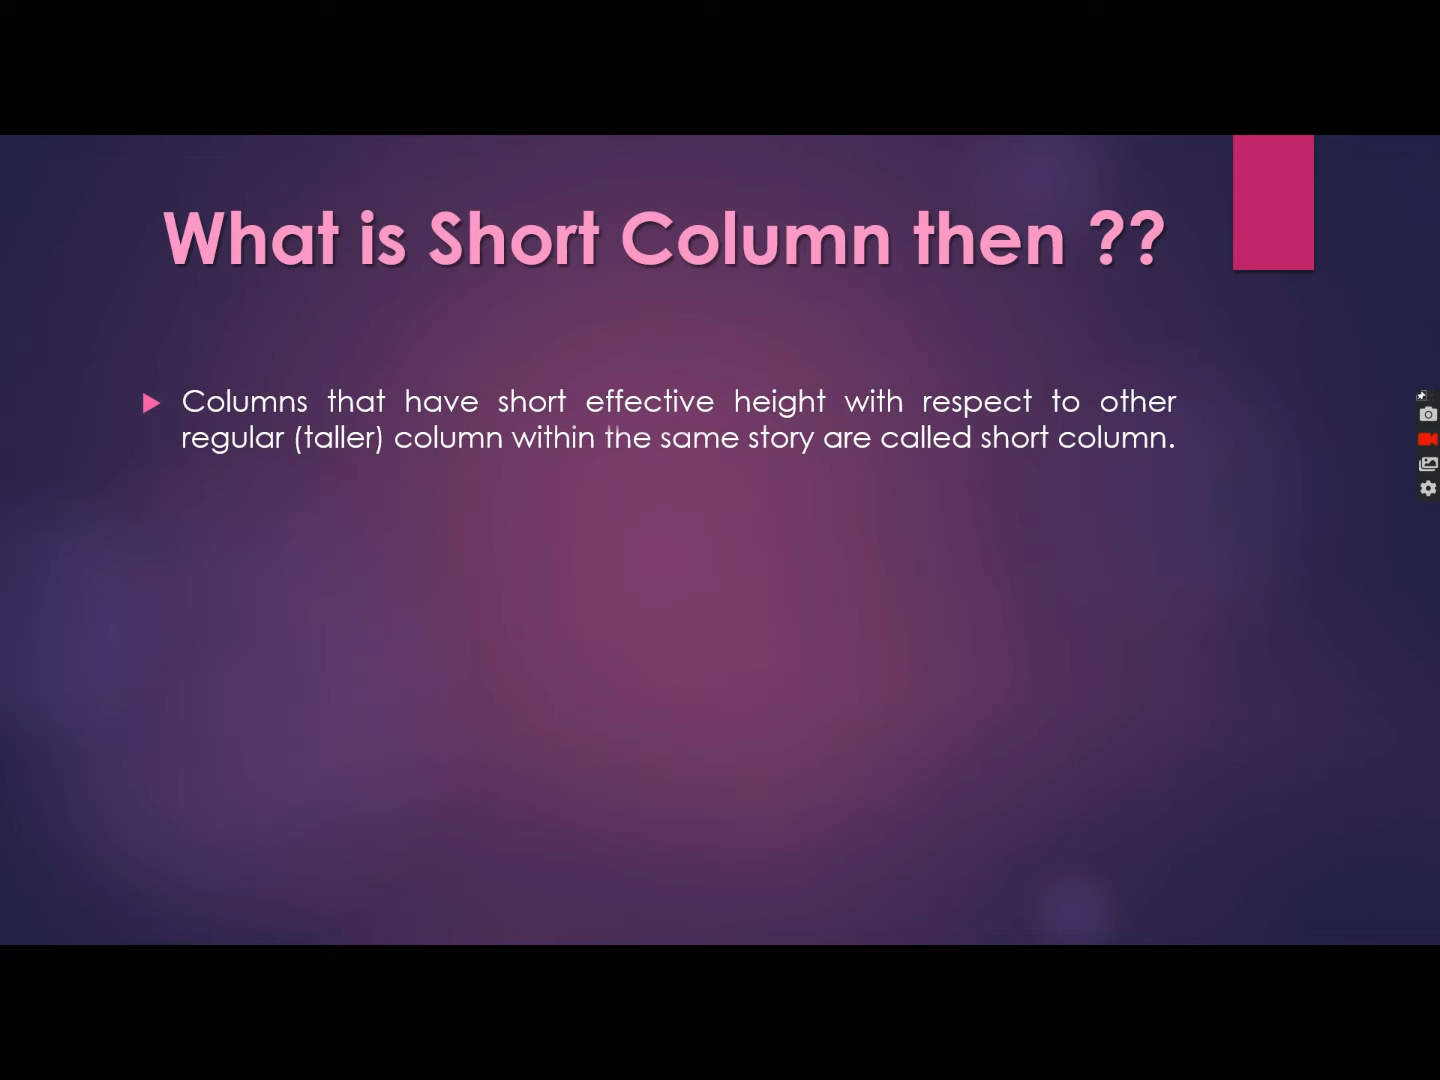 What is Short Column then ??
Columns that have short effective height with respect to other
regular (taller) column within the same story are called short column.